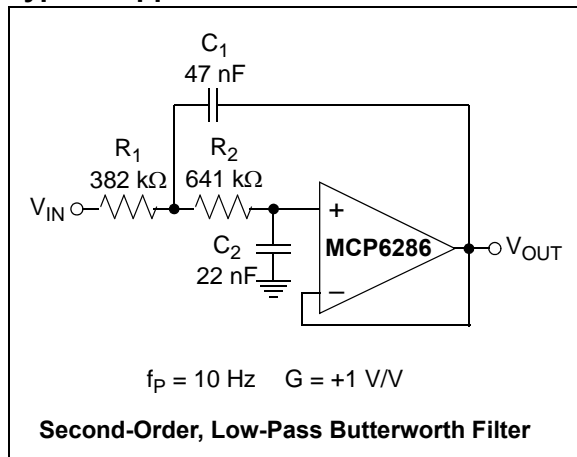 C1
47 nF
R1
382 kΩ
R2
641 kΩ
VIN
+
MCP6286
VOUT
C2
22 nF
−
fP = 10 Hz G = +1 V/V
Second-Order, Low-Pass Butterworth Filter